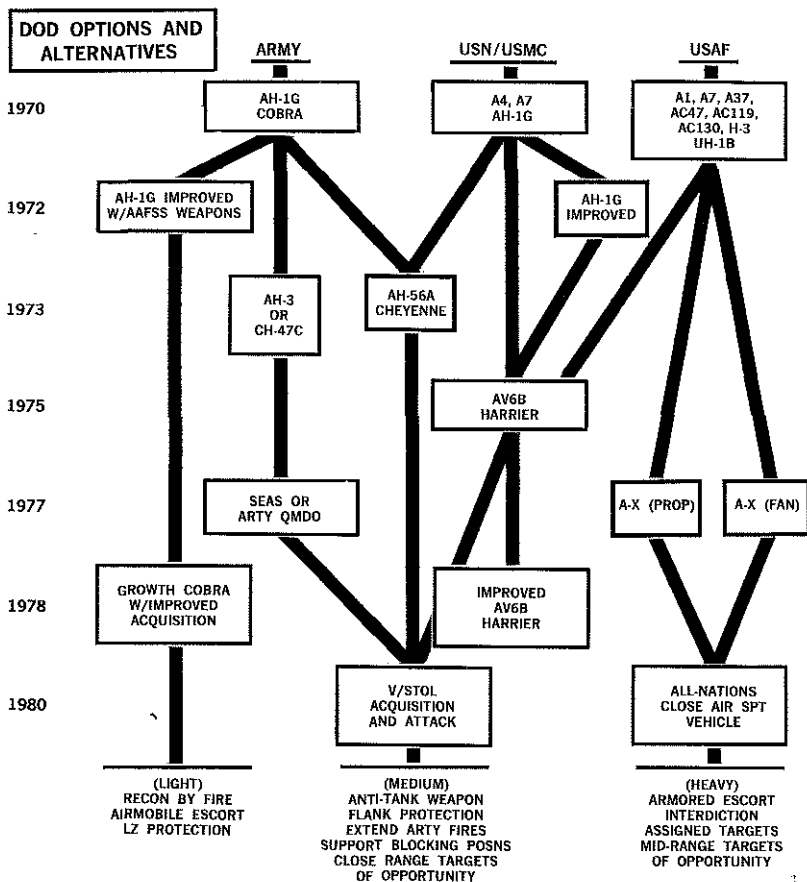 DOD OPTIONS AND
ALTERNATIVES
ARMY
USN/USMC
USAF
1970
AH-1G
COBRA
A4, A7
AH-1G
A1, A7, A37,
AC47, AC119,
AC130, H-3
UH-1B
1972
AH-1G IMPROVED
W/AAFSS WEAPONS
AH-1G
IMPROVED
1973
AH-3
OR
CH-47C
AH-56A
CHEYENNE
1975
AV6B
HARRIER
1977
SEAS OR
ARTY QMDO
A-X (PROP)
A-X (FAN)
1978
GROWTH COBRA
W/IMPROVED
ACQUISITION
IMPROVED
AV6B
HARRIER
1980
V/STOL
ACQUISITION
AND ATTACK
ALL-NATIONS
CLOSE AIR SPT
VEHICLE
(LIGHT)
RECON BY FIRE
AIRMOBILE ESCORT
LZ PROTECTION
(MEDIUM)
ANTI-TANK WEAPON
FLANK PROTECTION
EXTEND ARTY FIRES
SUPPORT BLOCKING POSNS
CLOSE RANGE TARGETS
OF OPPORTUNITY
(HEAVY)
ARMORED ESCORT
INTERDICTION
ASSIGNED TARGETS
MID-RANGE TARGETS
OF OPPORTUNITY